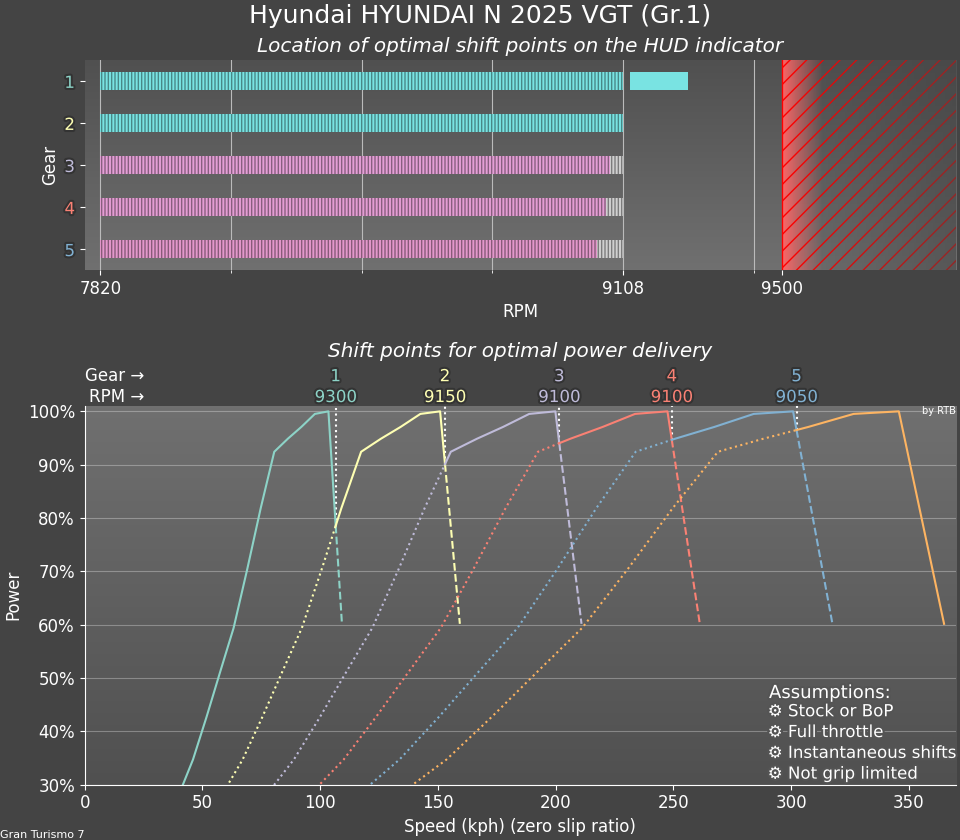 Hyundai HYUNDAI N 2025 VGT (Gr.1)
Location of optimal shift points on the HUD indicator
Gear
1
2
3
4
5
7820 9108 9500
RPM
Shift points for optimal power delivery
Gear → 1 2 3 4 5
RPM → 9300 9150 9100 9100 9050
by RTB
Power
100%
90%
80%
70%
60%
50%
40%
30%
Assumptions:
⚙ Stock or BoP
⚙ Full throttle
⚙ Instantaneous shifts
⚙ Not grip limited
0 50 100 150 200 250 300 350
Speed (kph) (zero slip ratio)
Gran Turismo 7